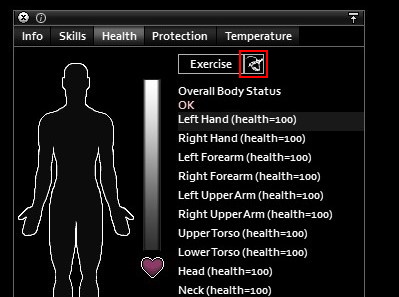 Info Skills Health Protection Temperature
Exercise
Overall Body Status
OK
Left Hand (health=100)
Right Hand (health=100)
Left Forearm (health=100)
Right Forearm (health=100)
Left Upper Arm (health=100)
Right Upper Arm (health=100)
Upper Torso (health=100)
Lower Torso (health=100)
Head (health=100)
Neck (health=100)